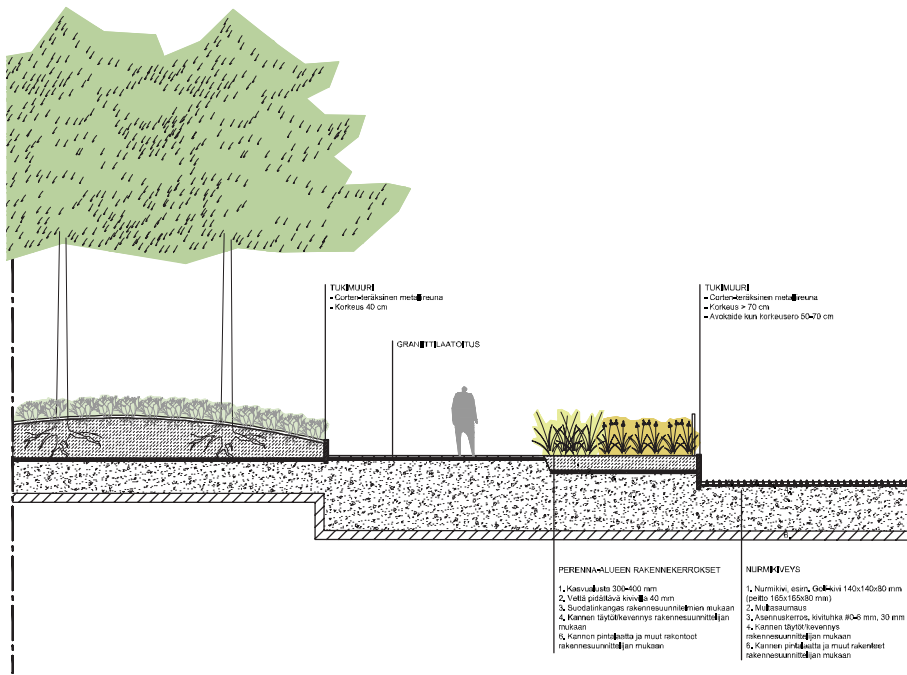 TUKIMUURI
- Corten-teräksinen metallireuna
- Korkeus 40 cm
GRANIITTILAATOITUS
TUKIMUURI
- Corten-teräksinen metallireuna
- Korkeus > 70 cm
- Avokaide kun korkeusero 50-70 cm
PERENNA-ALUEEN RAKENNEKERROKSET
1. Kasvualusta 300-400 mm
2. Vettä pidättävä kivivilla 40 mm
3. Suodatinkangas rakennesuunnitelmien mukaan
4. Kannen täytöt/kevennys rakennesuunnittelijan
mukaan
6. Kannen pintalaatta ja muut rakenteet
rakennesuunnittelijan mukaan
NURMIKIVEYS
1. Nurmikivi, esim. Golf-kivi 140x140x80 mm
(peitto 165x165x80 mm)
2. Multasaumaus
3. Asennuskerros, kivituhka #0-6 mm, 30 mm
4. Kannen täytöt/kevennys
rakennesuunnittelijan mukaan
5. Kannen pintalaatta ja muut rakenteet
rakennesuunnittelijan mukaan